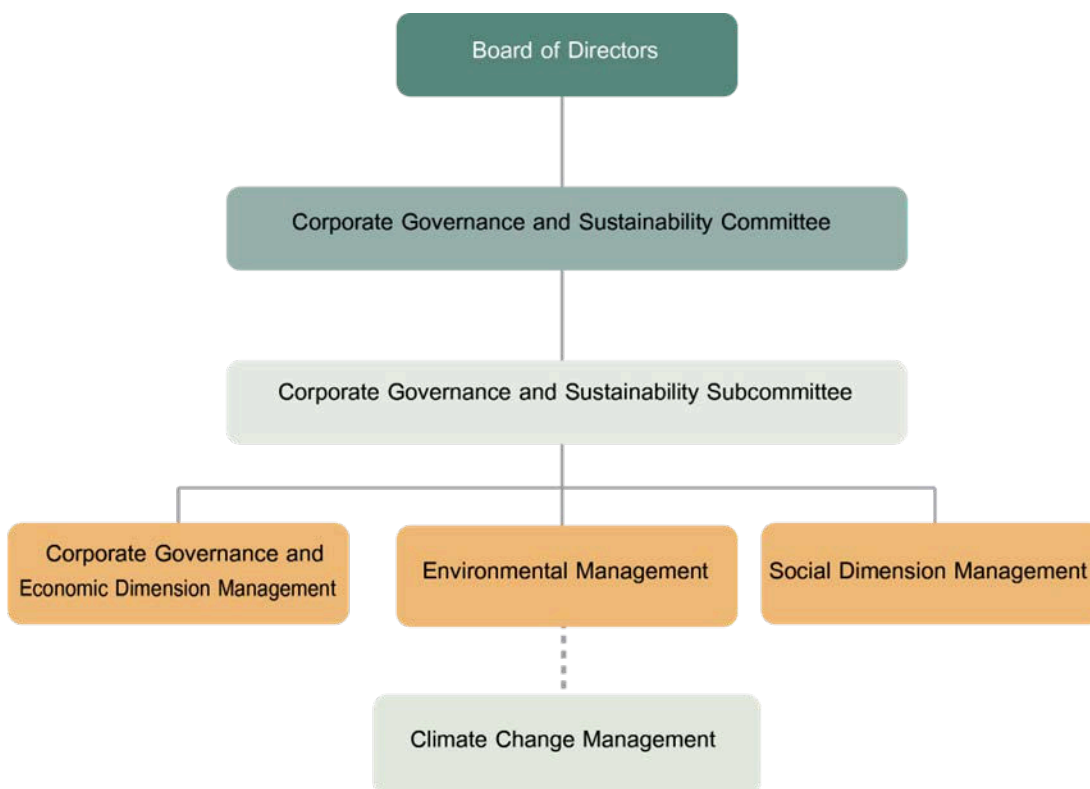 Board of Directors
Corporate Governance and Sustainability Committee
Corporate Governance and Sustainability Subcommittee
Corporate Governance and
Economic Dimension Management
Environmental Management
Social Dimension Management
Climate Change Management